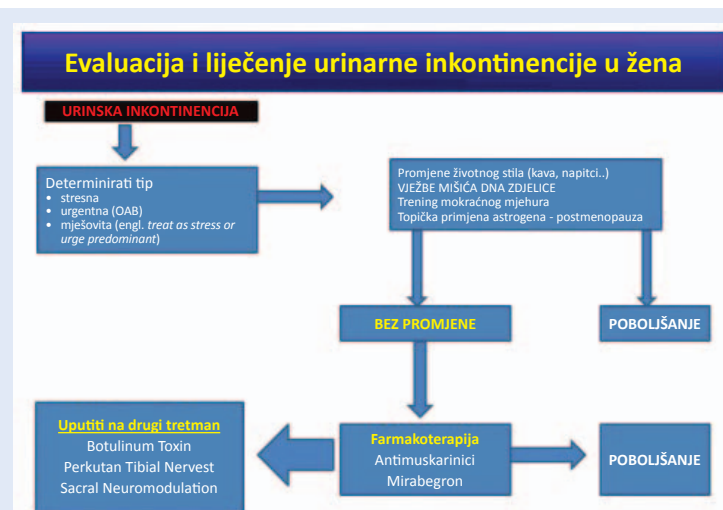 Evaluacija i liječenje urinarne inkontinencije u žena
URINSKA INKONTINENCIJA
Determinirati tip
• stresna
• urgentna (OAB)
• mješovita (engl. treat as stress or
urge predominant)
Promjene životnog stila (kava, napitci..)
VJEŽBE MIŠIĆA DNA ZDJELICE
Trening mokraćnog mjehura
Topička primjena astrogena - postmenopauza
BEZ PROMJENE
POBOLJŠANJE
Uputiti na drugi tretman
Botulinum Toxin
Perkutan Tibial Nervest
Sacral Neuromodulation
Farmakoterapija
Antimuskarinici
Mirabegron
POBOLJŠANJE